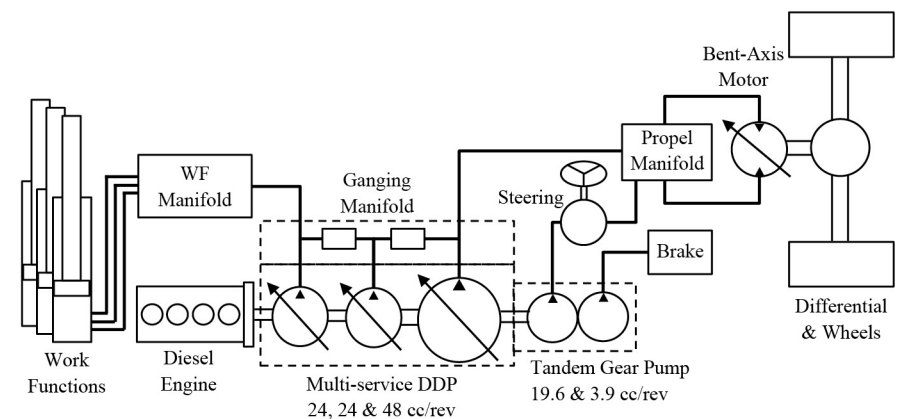 Bent-Axis
Motor
WF
Manifold
Ganging
Manifold
Steering
Propel
Manifold
Brake
Differential
& Wheels
Work
Functions
Diesel
Engine
Multi-service DDP
24, 24 & 48 cc/rev
Tandem Gear Pump
19.6 & 3.9 cc/rev